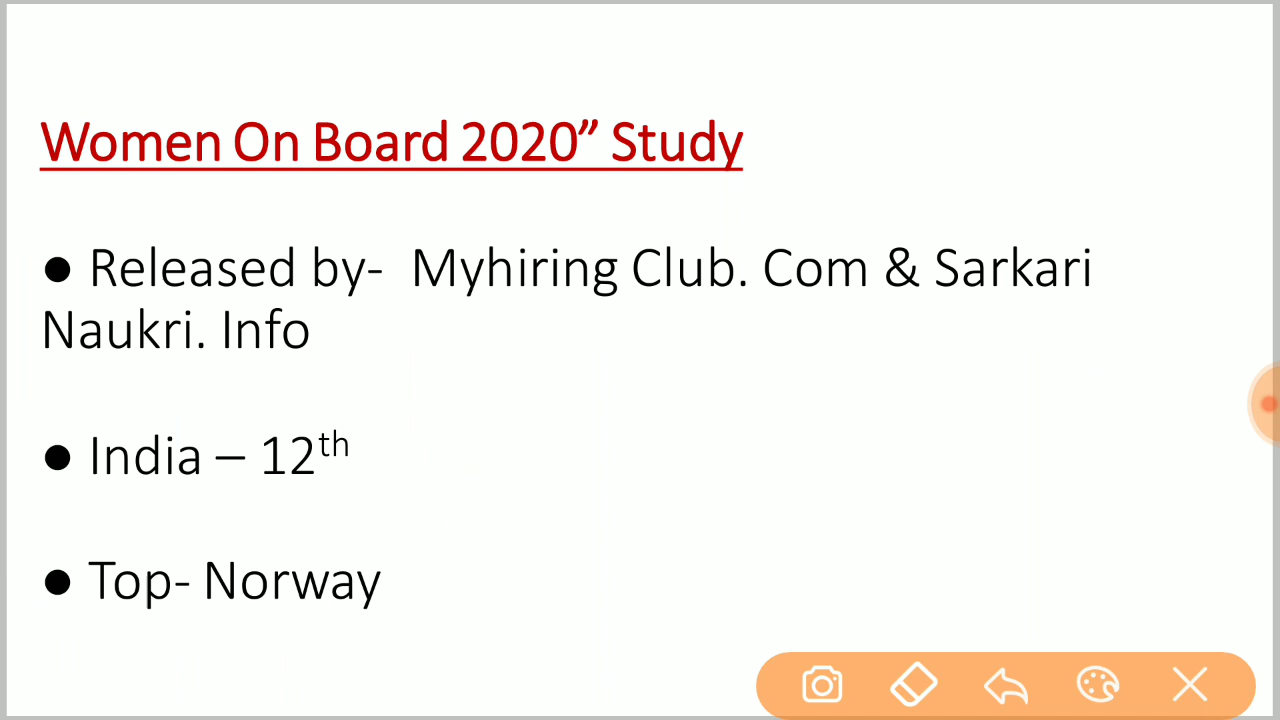 Women On Board 2020” Study
● Released by-  Myhiring Club. Com & Sarkari
Naukri. Info
● India – 12th
● Top- Norway